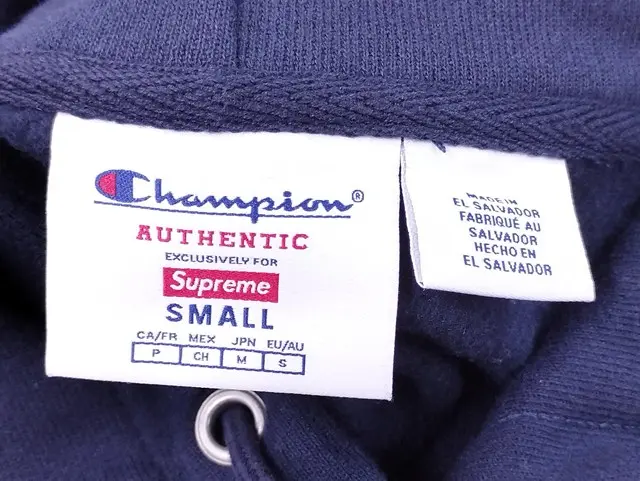 Champion®
AUTHENTIC
EXCLUSIVELY FOR
Supreme
SMALL
CA/FR MEX JPN EU/AU
P CH M S
MADE IN
EL SALVADOR
FABRIQUÉ AU
SALVADOR
HECHO EN
EL SALVADOR